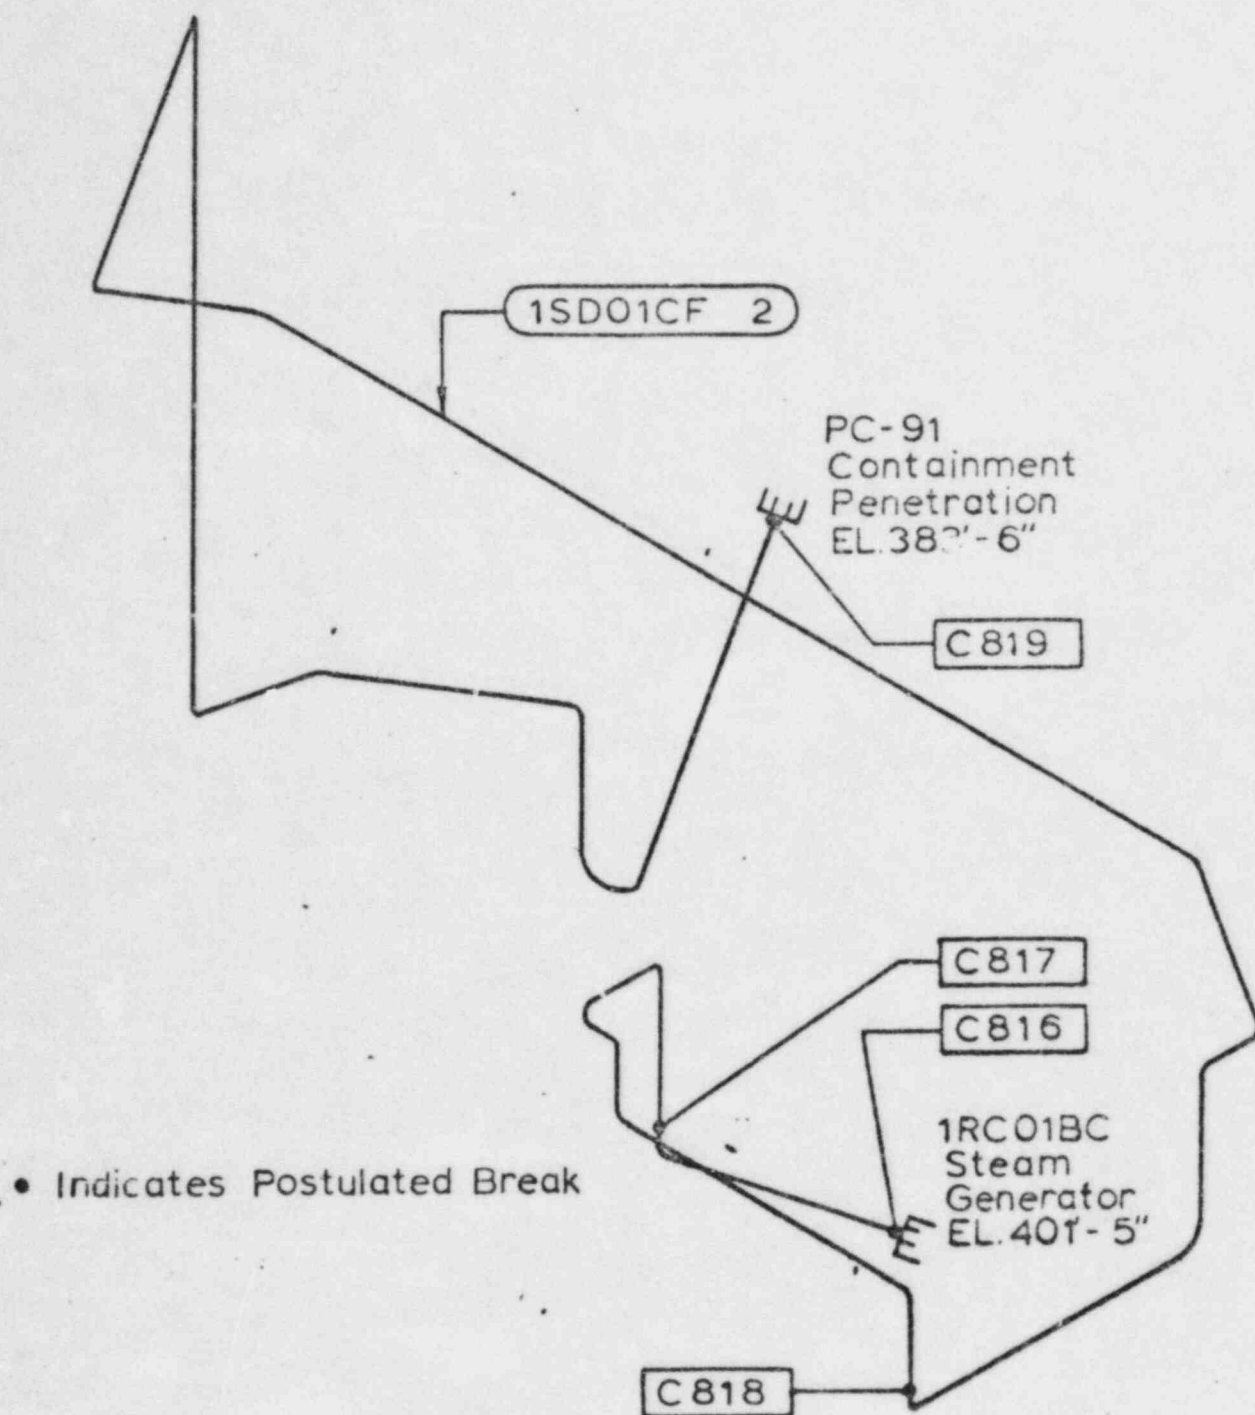 1SD01CF 2
PC-91
Containment
Penetration
C819
C817
C816
1RC01BC
Steam
Generator
EL. 401'-5"
• Indicates Postulated Break
C818